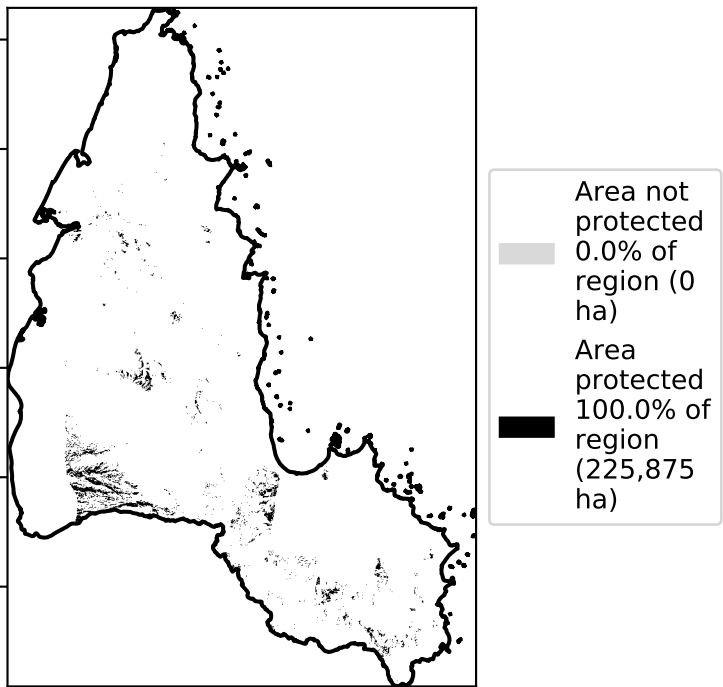 Area not
protected
0.0% of
region (0
ha)
Area
protected
100.0% of
region
(225,875
ha)